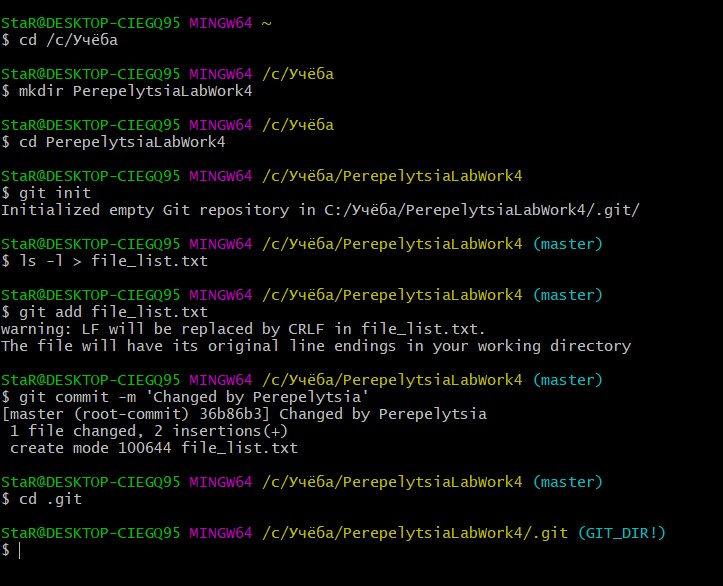 StaR@DESKTOP-CIEGQ95 MINGW64 ~
$ cd /c/Учёба
StaR@DESKTOP-CIEGQ95 MINGW64 /c/Учёба
$ mkdir PerepelytsiaLabWork4
StaR@DESKTOP-CIEGQ95 MINGW64 /c/Учёба
$ cd PerepelytsiaLabWork4
StaR@DESKTOP-CIEGQ95 MINGW64 /c/Учёба/PerepelytsiaLabWork4
$ git init
Initialized empty Git repository in C:/Учёба/PerepelytsiaLabWork4/.git/
StaR@DESKTOP-CIEGQ95 MINGW64 /c/Учёба/PerepelytsiaLabWork4 (master)
$ ls -l > file_list.txt
StaR@DESKTOP-CIEGQ95 MINGW64 /c/Учёба/PerepelytsiaLabWork4 (master)
$ git add file_list.txt
warning: LF will be replaced by CRLF in file_list.txt.
The file will have its original line endings in your working directory
StaR@DESKTOP-CIEGQ95 MINGW64 /c/Учёба/PerepelytsiaLabWork4 (master)
$ git commit -m 'Changed by Perepelytsia'
[master (root-commit) 36b86b3] Changed by Perepelytsia
 1 file changed, 2 insertions(+)
 create mode 100644 file_list.txt
StaR@DESKTOP-CIEGQ95 MINGW64 /c/Учёба/PerepelytsiaLabWork4 (master)
$ cd .git
StaR@DESKTOP-CIEGQ95 MINGW64 /c/Учёба/PerepelytsiaLabWork4/.git (GIT_DIR!)
$